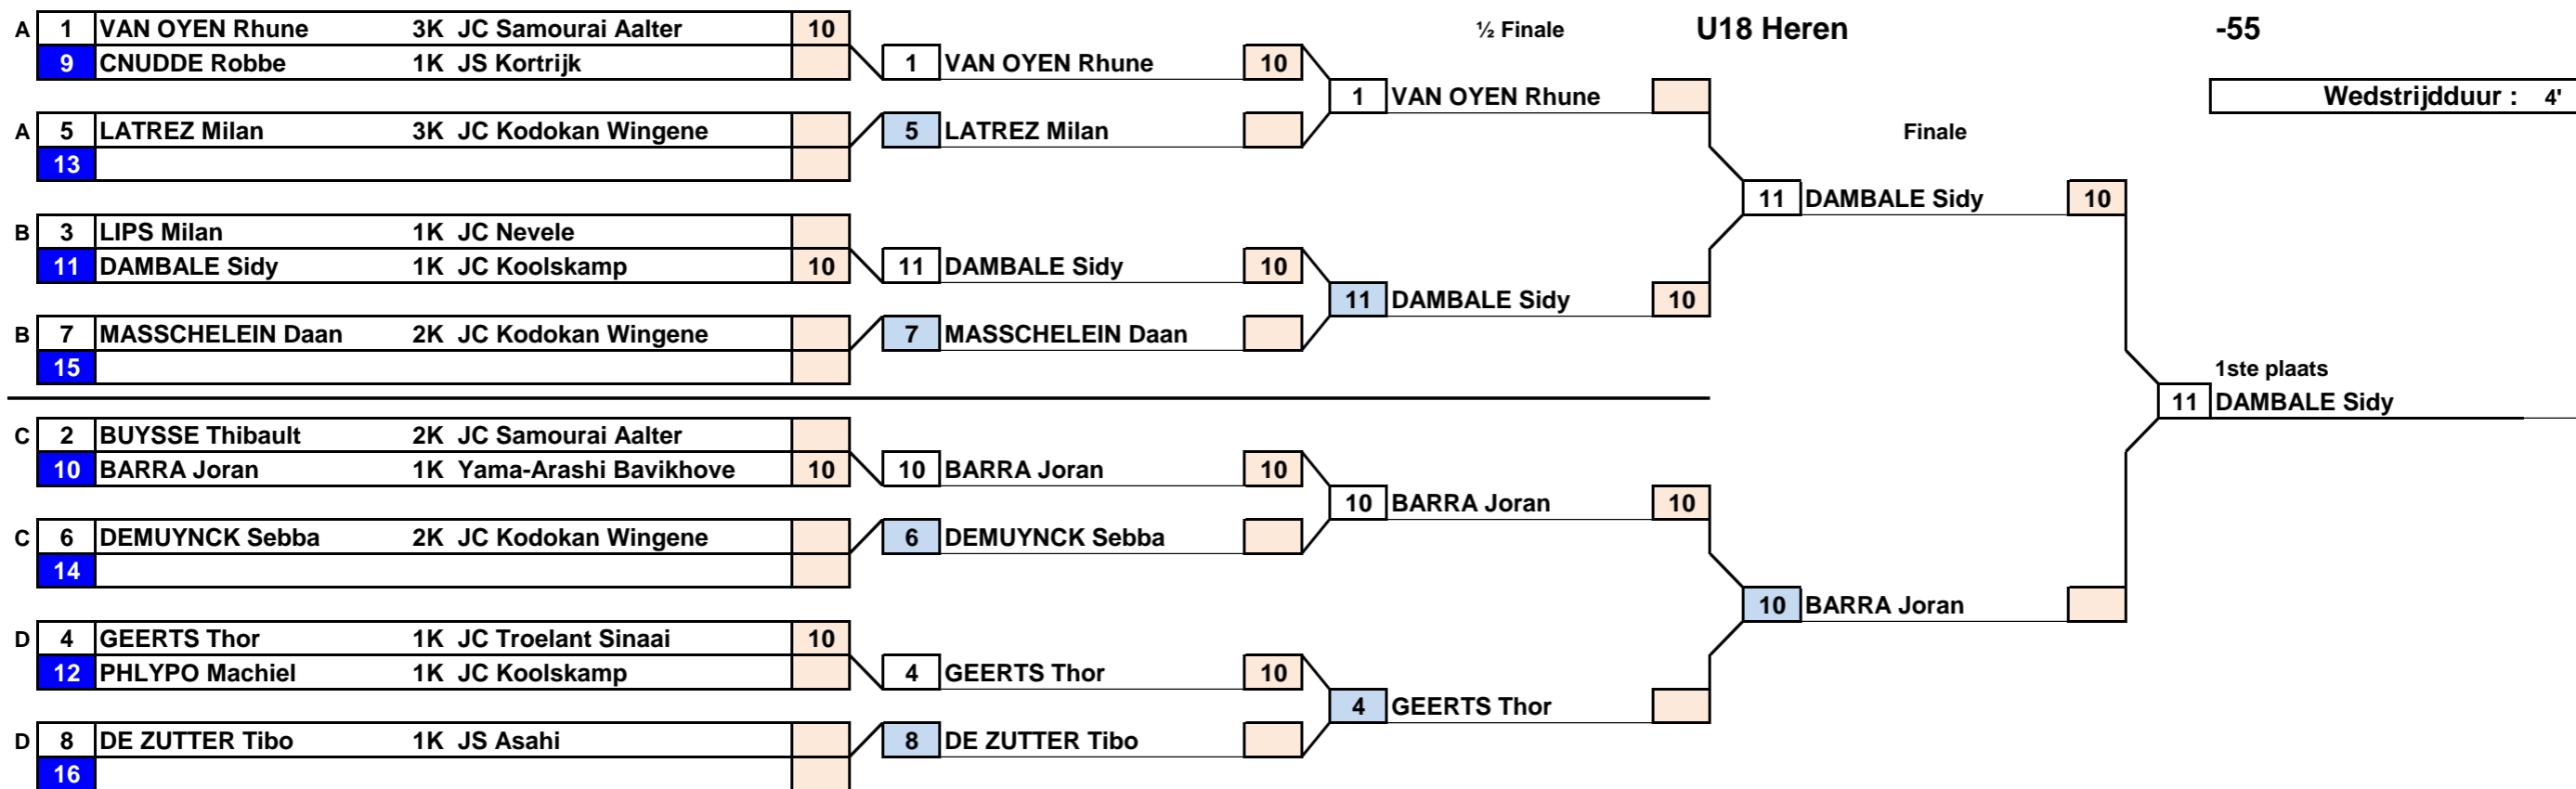 ½ Finale U18 Heren -55
A 1 VAN OYEN Rhune 3K JC Samourai Aalter 10
9 CNUDDE Robbe 1K JS Kortrijk
1 VAN OYEN Rhune 10
1 VAN OYEN Rhune
Wedstrijdduur : 4'
A 5 LATREZ Milan 3K JC Kodokan Wingene
5 LATREZ Milan
Finale
13
11 DAMBALE Sidy 10
B 3 LIPS Milan 1K JC Nevele
11 DAMBALE Sidy 1K JC Koolskamp 10
11 DAMBALE Sidy 10
11 DAMBALE Sidy 10
B 7 MASSCHELEIN Daan 2K JC Kodokan Wingene
7 MASSCHELEIN Daan
15
1ste plaats
11 DAMBALE Sidy
C 2 BUYSSE Thibault 2K JC Samourai Aalter
10 BARRA Joran 1K Yama-Arashi Bavikhove 10
10 BARRA Joran 10
10 BARRA Joran 10
C 6 DEMUYNCK Sebba 2K JC Kodokan Wingene
6 DEMUYNCK Sebba
14
10 BARRA Joran
D 4 GEERTS Thor 1K JC Troelant Sinaai 10
12 PHLYPO Machiel 1K JC Koolskamp
4 GEERTS Thor 10
4 GEERTS Thor
D 8 DE ZUTTER Tibo 1K JS Asahi
8 DE ZUTTER Tibo
16